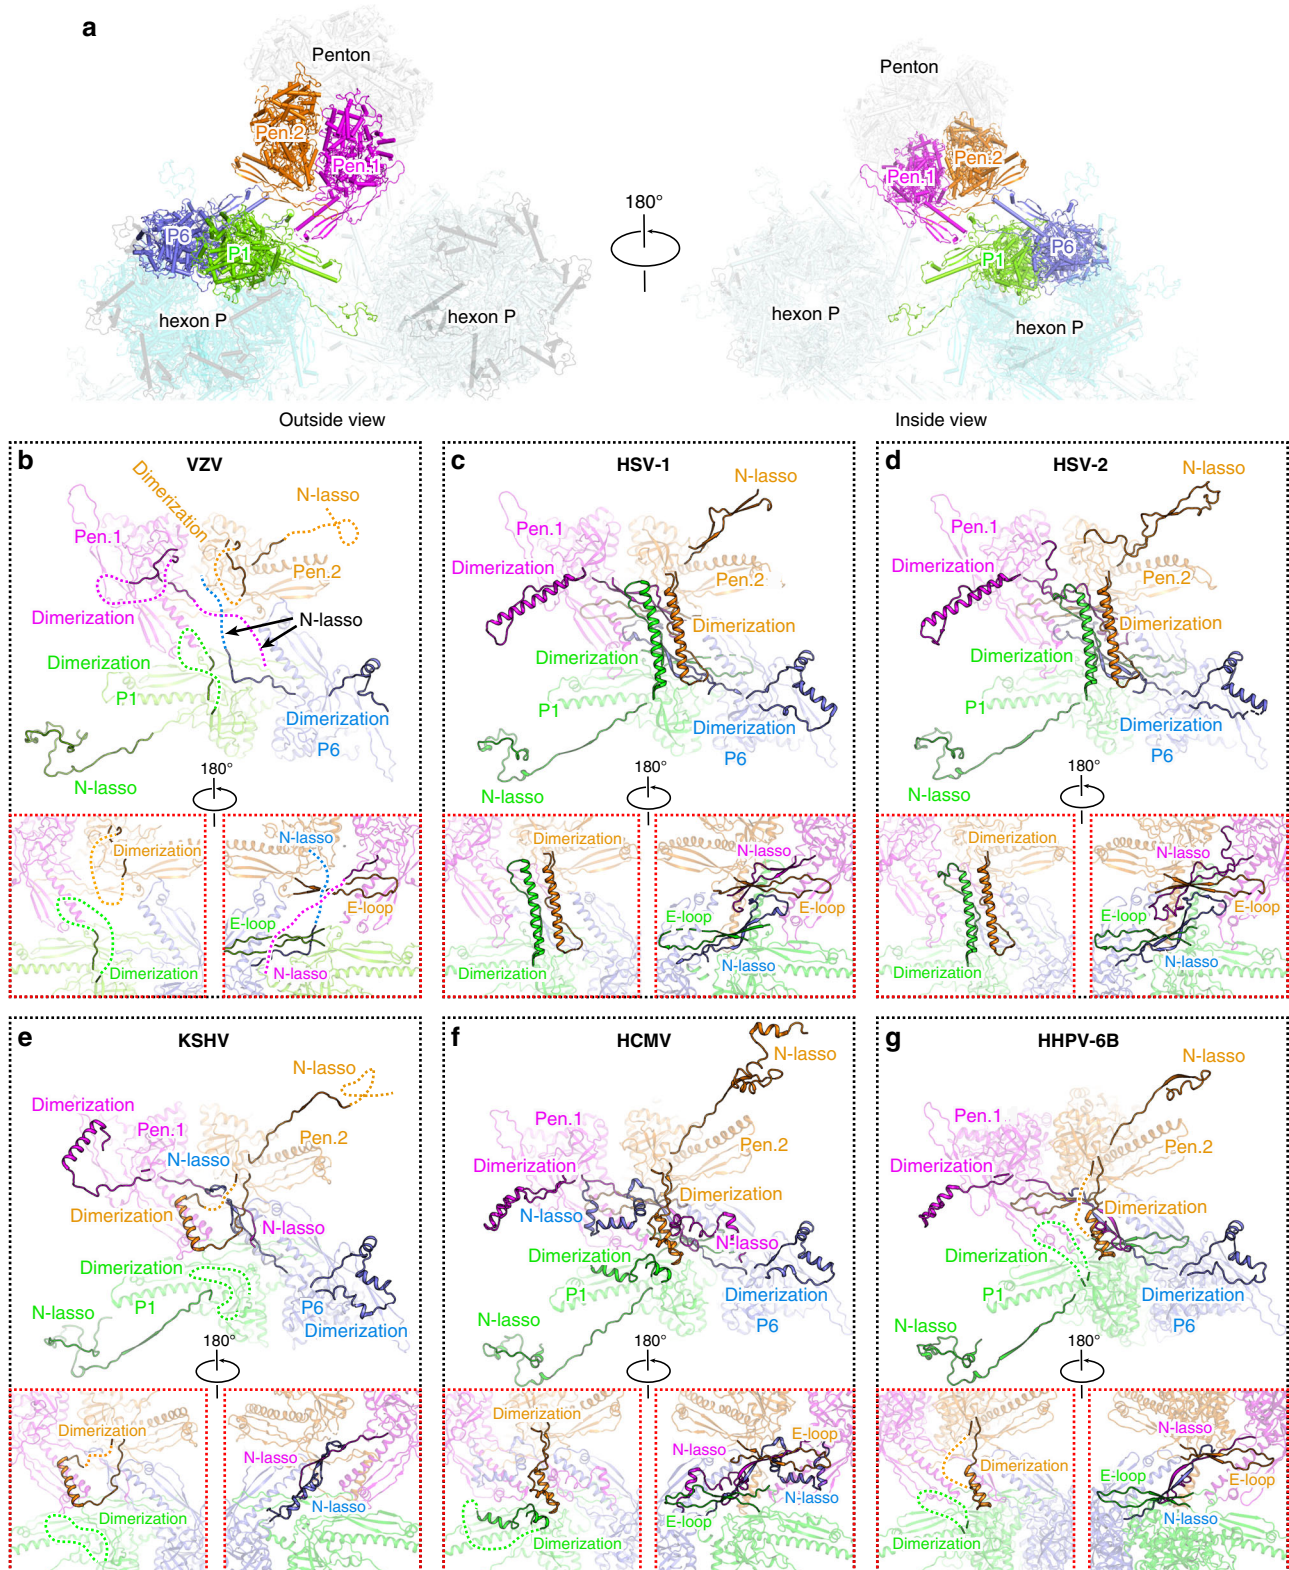 a
Penton
Pen.2
Pen.1
P6
P1
hexon P
hexon P
180°
Penton
Pen.1
Pen.2
P1
P6
hexon P
hexon P
Outside view
Inside view
b
VZV
Dimerization
N-lasso
Pen.1
Pen.2
Dimerization
N-lasso
Dimerization
P1
Dimerization
P6
N-lasso
180°
Dimerization
Dimerization
N-lasso
E-loop
E-loop
N-lasso
c
HSV-1
N-lasso
Pen.1
Dimerization
Pen.2
Dimerization
Dimerization
P1
Dimerization
P6
N-lasso
180°
Dimerization
Dimerization
N-lasso
E-loop
E-loop
N-lasso
d
HSV-2
N-lasso
Pen.1
Dimerization
Pen.2
Dimerization
Dimerization
P1
Dimerization
P6
N-lasso
180°
Dimerization
Dimerization
N-lasso
E-loop
E-loop
N-lasso
e
KSHV
N-lasso
Dimerization
Pen.1
Pen.2
N-lasso
Dimerization
N-lasso
Dimerization
N-lasso
P1
P6
Dimerization
180°
Dimerization
Dimerization
N-lasso
N-lasso
f
HCMV
N-lasso
Pen.1
Pen.2
Dimerization
Dimerization
N-lasso
N-lasso
Dimerization
P1
Dimerization
P6
N-lasso
180°
Dimerization
Dimerization
E-loop
N-lasso
N-lasso
E-loop
g
HHPV-6B
N-lasso
Pen.1
Pen.2
Dimerization
Dimerization
Dimerization
P1
Dimerization
P6
N-lasso
180°
Dimerization
Dimerization
N-lasso
E-loop
E-loop
N-lasso